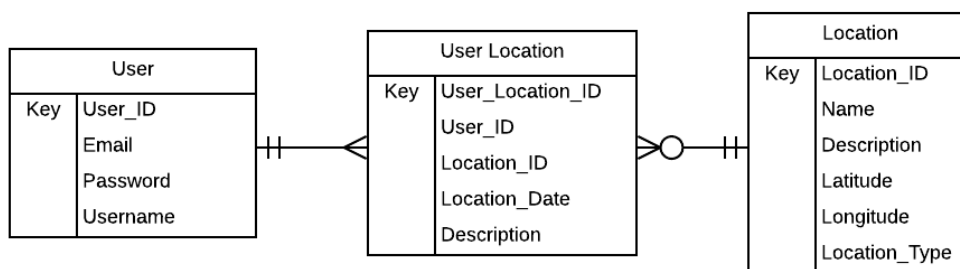 User
Key
User_ID
Email
Password
Username
User Location
Key
User_Location_ID
User_ID
Location_ID
Location_Date
Description
Location
Key
Location_ID
Name
Description
Latitude
Longitude
Location_Type